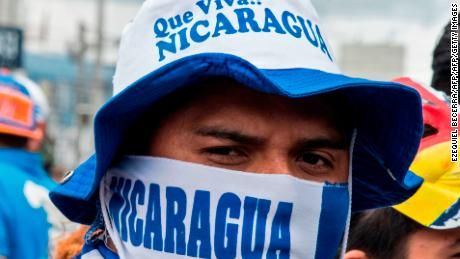 Que Viva..
NICARAGUA
NICARAGUA
EZEQUIEL BECERRA/AFP/AFP/GETTY IMAGES